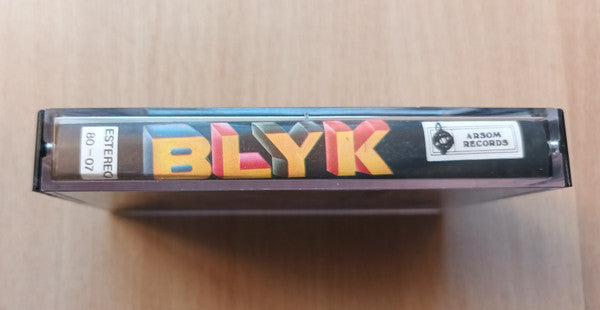 ESTEREO
80-07
BLYK
ARSOM
RECORDS